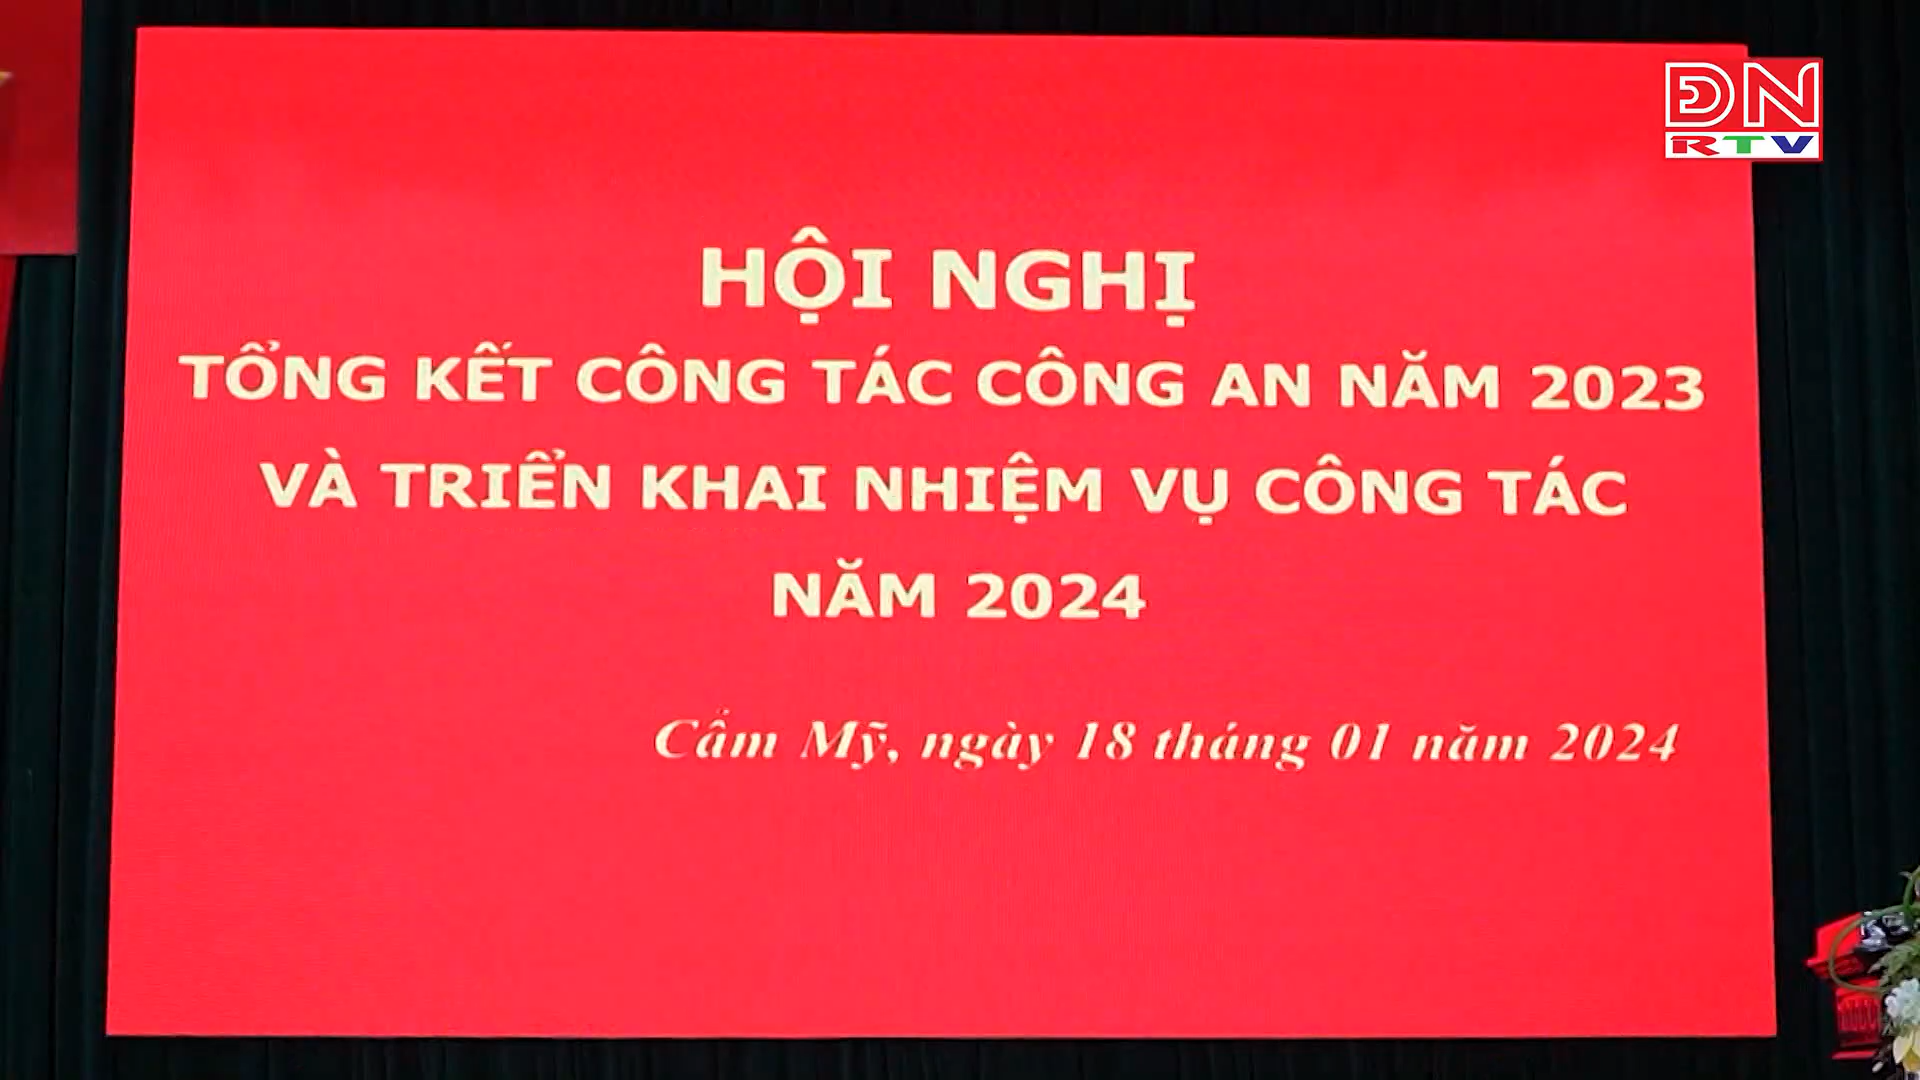 ĐN
RTV
HỘI NGHỊ
TỔNG KẾT CÔNG TÁC CÔNG AN NĂM 2023
VÀ TRIỂN KHAI NHIỆM VỤ CÔNG TÁC
NĂM 2024
Cẩm Mỹ, ngày 18 tháng 01 năm 2024